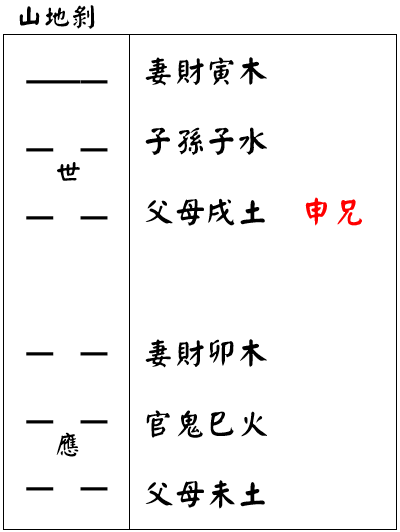 山地剝
妻財寅木
子孫子水
世
父母戌土 申兄
妻財卯木
官鬼巳火
應
父母未土